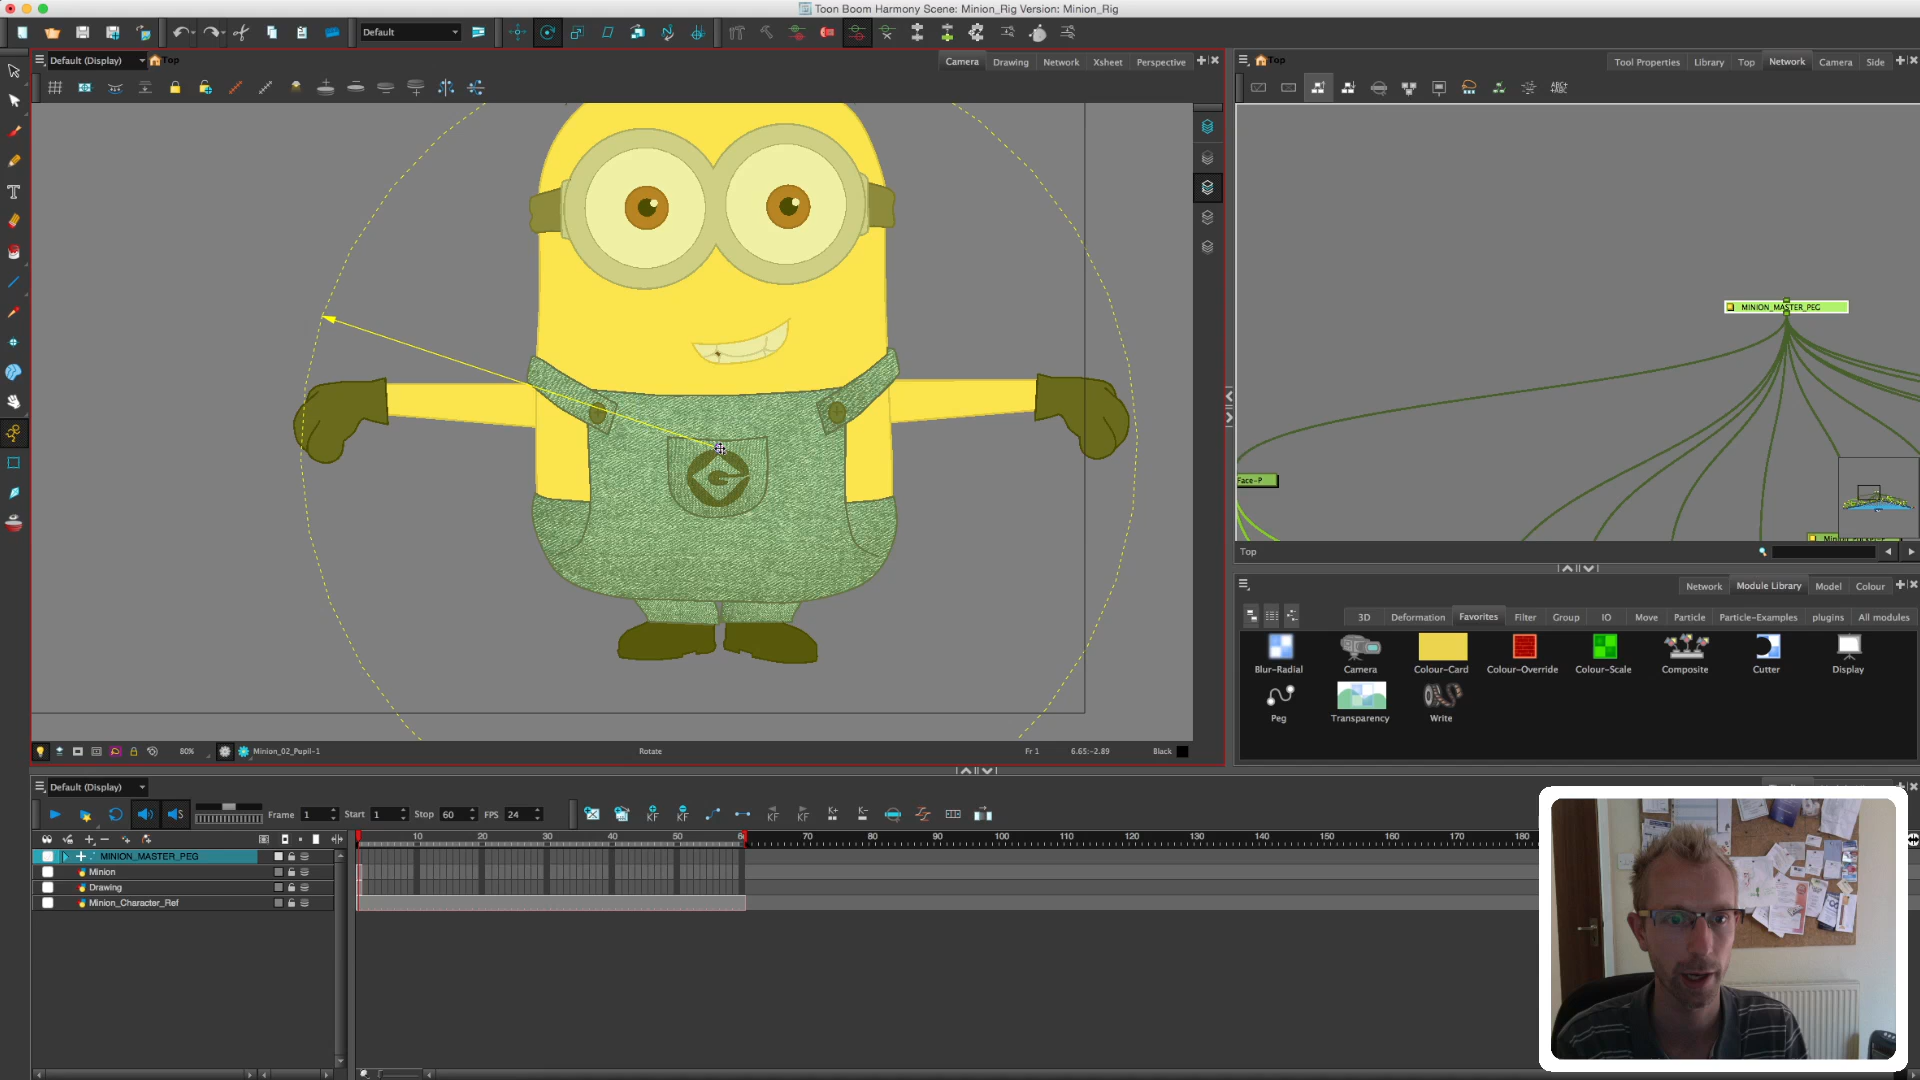 Toon Boom Harmony Scene: Minion_Rig Version: Minion_Rig
Default
Default (Display)
Top
Camera
Drawing
Network
Xsheet
Perspective
Top
Tool Properties
Library
Top
Network
Camera
Side
MINION_MASTER_PEG
Face-P
Top
Network
Module Library
Model
Colour
3D
Deformation
Favorites
Filter
Group
IO
Move
Particle
Particle-Examples
plugins
All modules
Blur-Radial
Camera
Colour-Card
Colour-Override
Colour-Scale
Composite
Cutter
Display
Peg
Transparency
Write
80%
Minion_02_Pupil-1
Rotate
Fr 1
6.65:-2.89
Black
Default (Display)
Frame 1
Start 1
Stop 60
FPS 24
10 20 30 40 50 70 80 90 100 110 120 130 140 150 160 170 180
MINION_MASTER_PEG
Minion
Drawing
Minion_Character_Ref